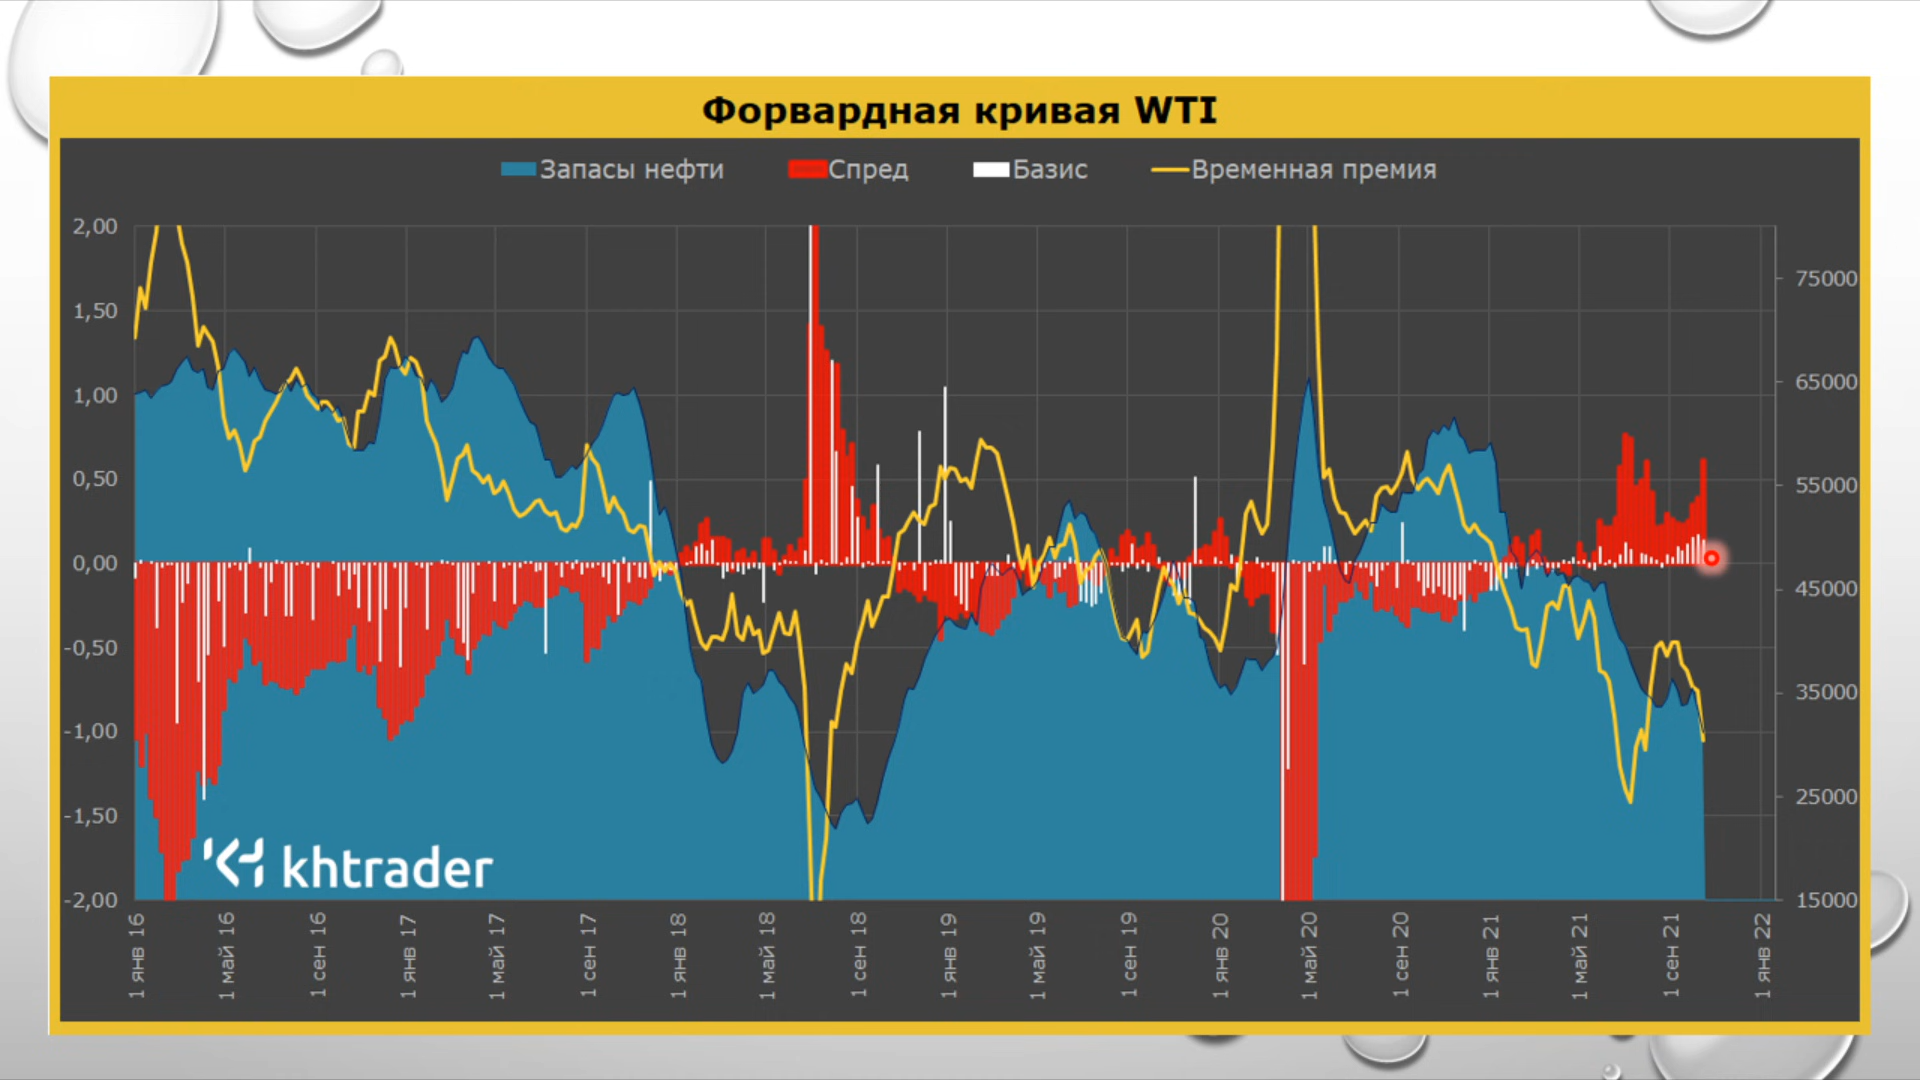 Форвардная кривая WTI
Запасы нефти Спред Базис Временная премия
2,00
1,50
1,00
0,50
0,00
-0,50
-1,00
-1,50
-2,00
75000
65000
55000
45000
35000
25000
15000
khtrader
1 янв 16
1 май 16
1 сен 16
1 янв 17
1 май 17
1 сен 17
1 янв 18
1 май 18
1 сен 18
1 янв 19
1 май 19
1 сен 19
1 янв 20
1 май 20
1 сен 20
1 янв 21
1 май 21
1 сен 21
1 янв 22